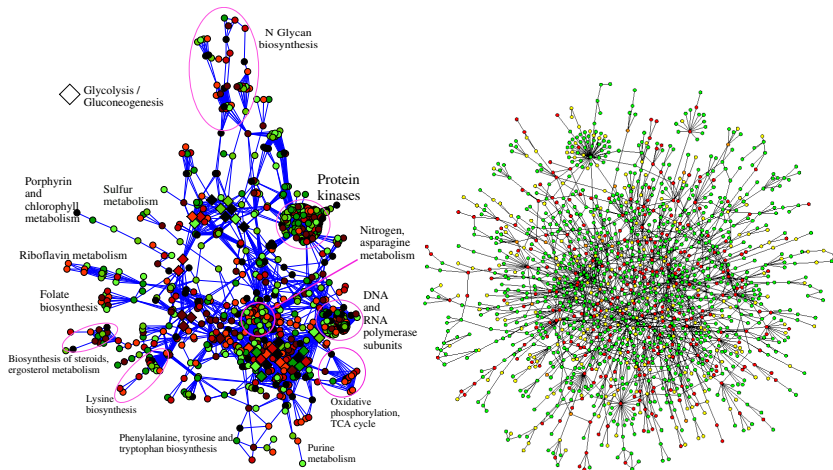 N Glycan
biosynthesis
Glycolysis /
Gluconeogenesis
Porphyrin
and
chlorophyll
metabolism
Sulfur
metabolism
Protein
kinases
Nitrogen,
asparagine
metabolism
Riboflavin metabolism
Folate
biosynthesis
DNA
and
RNA
polymerase
subunits
Biosynthesis of steroids,
ergosterol metabolism
Lysine
biosynthesis
Oxidative
phosphorylation,
TCA cycle
Phenylalanine, tyrosine and
tryptophan biosynthesis
Purine
metabolism